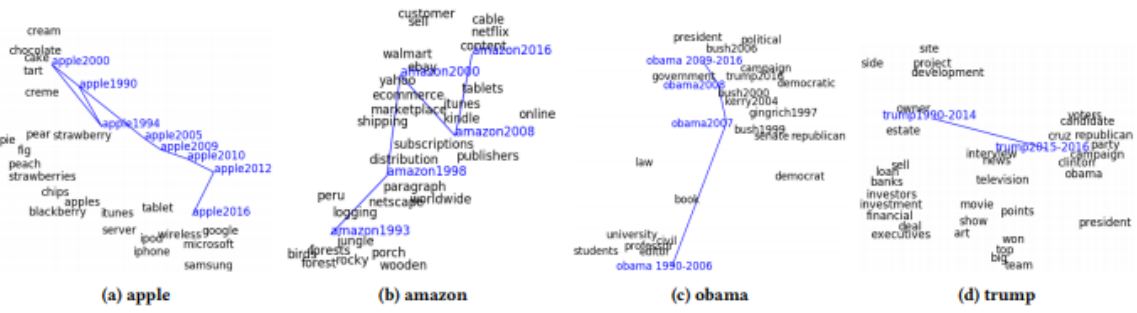 cream
chocolate
cake
apple2000
tart
apple1990
creme
apple1994
pear
strawberry
apple2005
pie
fig
apple2009
apple2010
peach
strawberries
apple2012
chips
apples
blackberry
itunes
tablet
apple2016
server
ipod
wireless
google
iphone
microsoft
samsung
(a) apple
customer
sell
cable
netflix
content
amazon2016
walmart
ebay
amazon2000
yahoo
ecommerce
tablets
marketplace
itunes
kindle
shipping
online
amazon2008
subscriptions
distribution
publishers
amazon1998
peru
paragraph
netscape
worldwide
logging
amazon1993
jungle
birds
forests
porch
forest
rocky
wooden
(b) amazon
president
political
bush2006
obama 2009-2016
campaign
government
trump2016
obama2008
democratic
bush2000
kerry2004
gingrich1997
obama2007
bush1999
senate
republican
law
democrat
book
university
students
professor
civil
editor
obama 1990-2006
(c) obama
site
side
project
development
owner
trump1990-2014
voters
candidate
estate
cruz
republican
trump2015-2016
party
interview
news
campaign
clinton
sell
loan
obama
banks
television
investors
investment
movie
points
financial
show
president
deal
executives
art
won
top
big
team
(d) trump